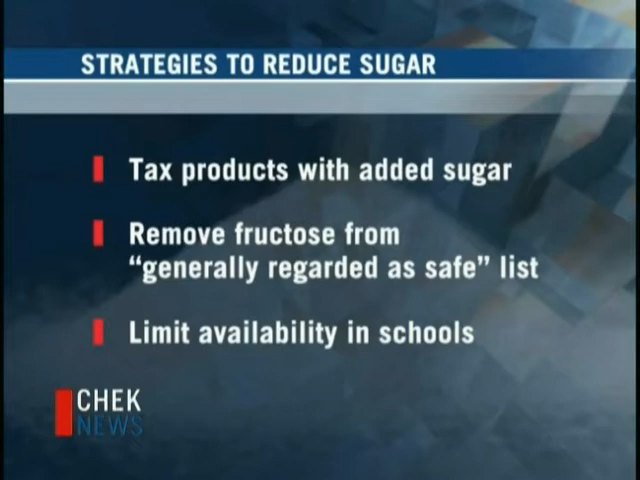 STRATEGIES TO REDUCE SUGAR
Tax products with added sugar
Remove fructose from
“generally regarded as safe” list
Limit availability in schools
CHEK
NEWS